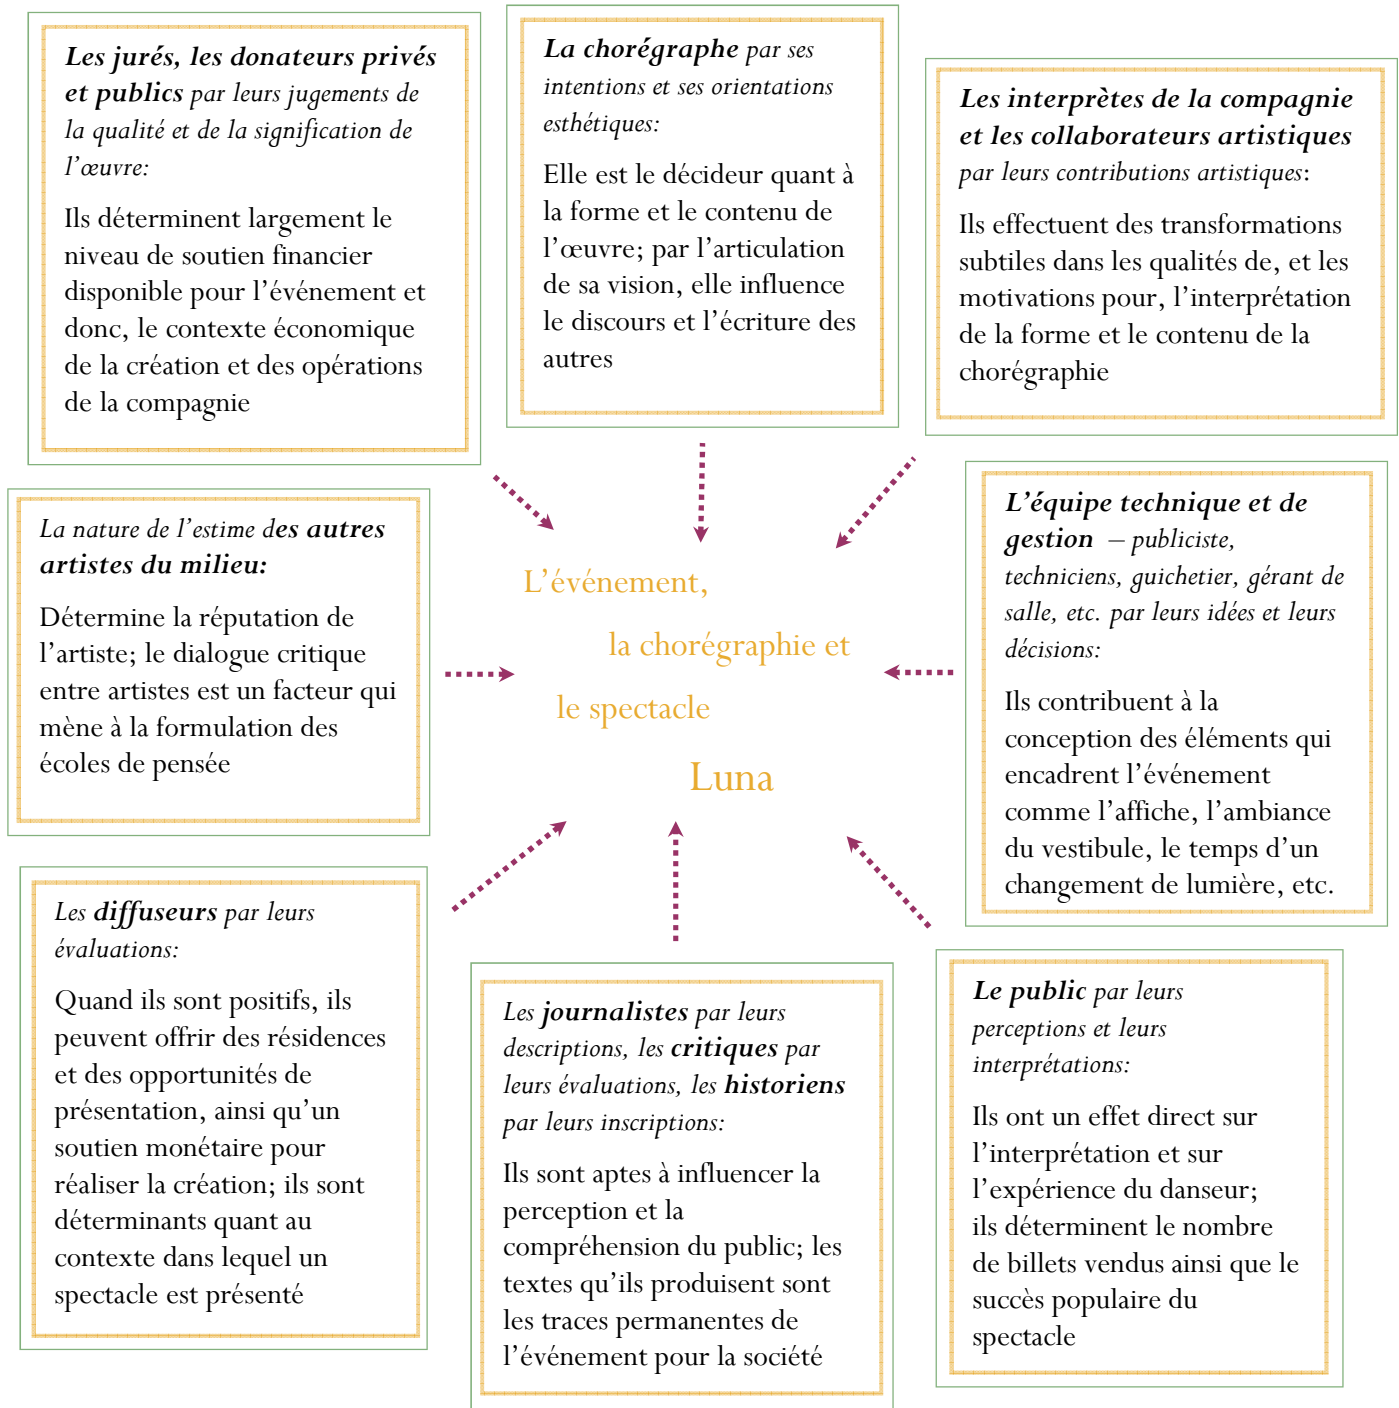 Les jurés, les donateurs privés
et publics par leurs jugements de
la qualité et de la signification de
l’œuvre:
Ils déterminent largement le
niveau de soutien financier
disponible pour l’événement et
donc, le contexte économique
de la création et des opérations
de la compagnie
La chorégraphe par ses
intentions et ses orientations
esthétiques:
Elle est le décideur quant à
la forme et le contenu de
l’œuvre; par l’articulation
de sa vision, elle influence
le discours et l’écriture des
autres
Les interprètes de la compagnie
et les collaborateurs artistiques
par leurs contributions artistiques:
Ils effectuent des transformations
subtiles dans les qualités de, et les
motivations pour, l’interprétation
de la forme et le contenu de la
chorégraphie
La nature de l’estime des autres
artistes du milieu:
Détermine la réputation de
l’artiste; le dialogue critique
entre artistes est un facteur qui
mène à la formulation des
écoles de pensée
L’événement,
la chorégraphie et
le spectacle
Luna
L’équipe technique et de
gestion – publiciste,
techniciens, guichetier, gérant de
salle, etc. par leurs idées et leurs
décisions:
Ils contribuent à la
conception des éléments qui
encadrent l’événement
comme l’affiche, l’ambiance
du vestibule, le temps d’un
changement de lumière, etc.
Les diffuseurs par leurs
évaluations:
Quand ils sont positifs, ils
peuvent offrir des résidences
et des opportunités de
présentation, ainsi qu’un
soutien monétaire pour
réaliser la création; ils sont
déterminants quant au
contexte dans lequel un
spectacle est présenté
Les journalistes par leurs
descriptions, les critiques par
leurs évaluations, les historiens
par leurs inscriptions:
Ils sont aptes à influencer la
perception et la
compréhension du public; les
textes qu’ils produisent sont
les traces permanentes de
l’événement pour la société
Le public par leurs
perceptions et leurs
interprétations:
Ils ont un effet direct sur
l’interprétation et sur
l’expérience du danseur;
ils déterminent le nombre
de billets vendus ainsi que le
succès populaire du
spectacle